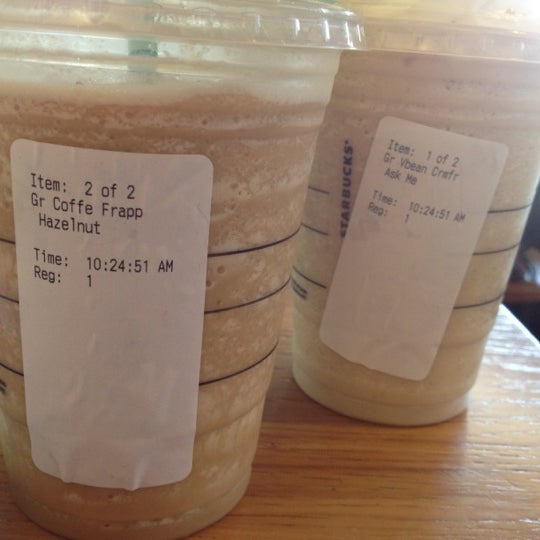 Item: 2 of 2
Gr Coffe Frapp
Hazelnut
Time: 10:24:51 AM
Reg: 1
STARBUCKS
Item: 1 of 2
Gr Vbean Crmfr
Ask Me
Time: 10:24:51 AM
Reg: 1